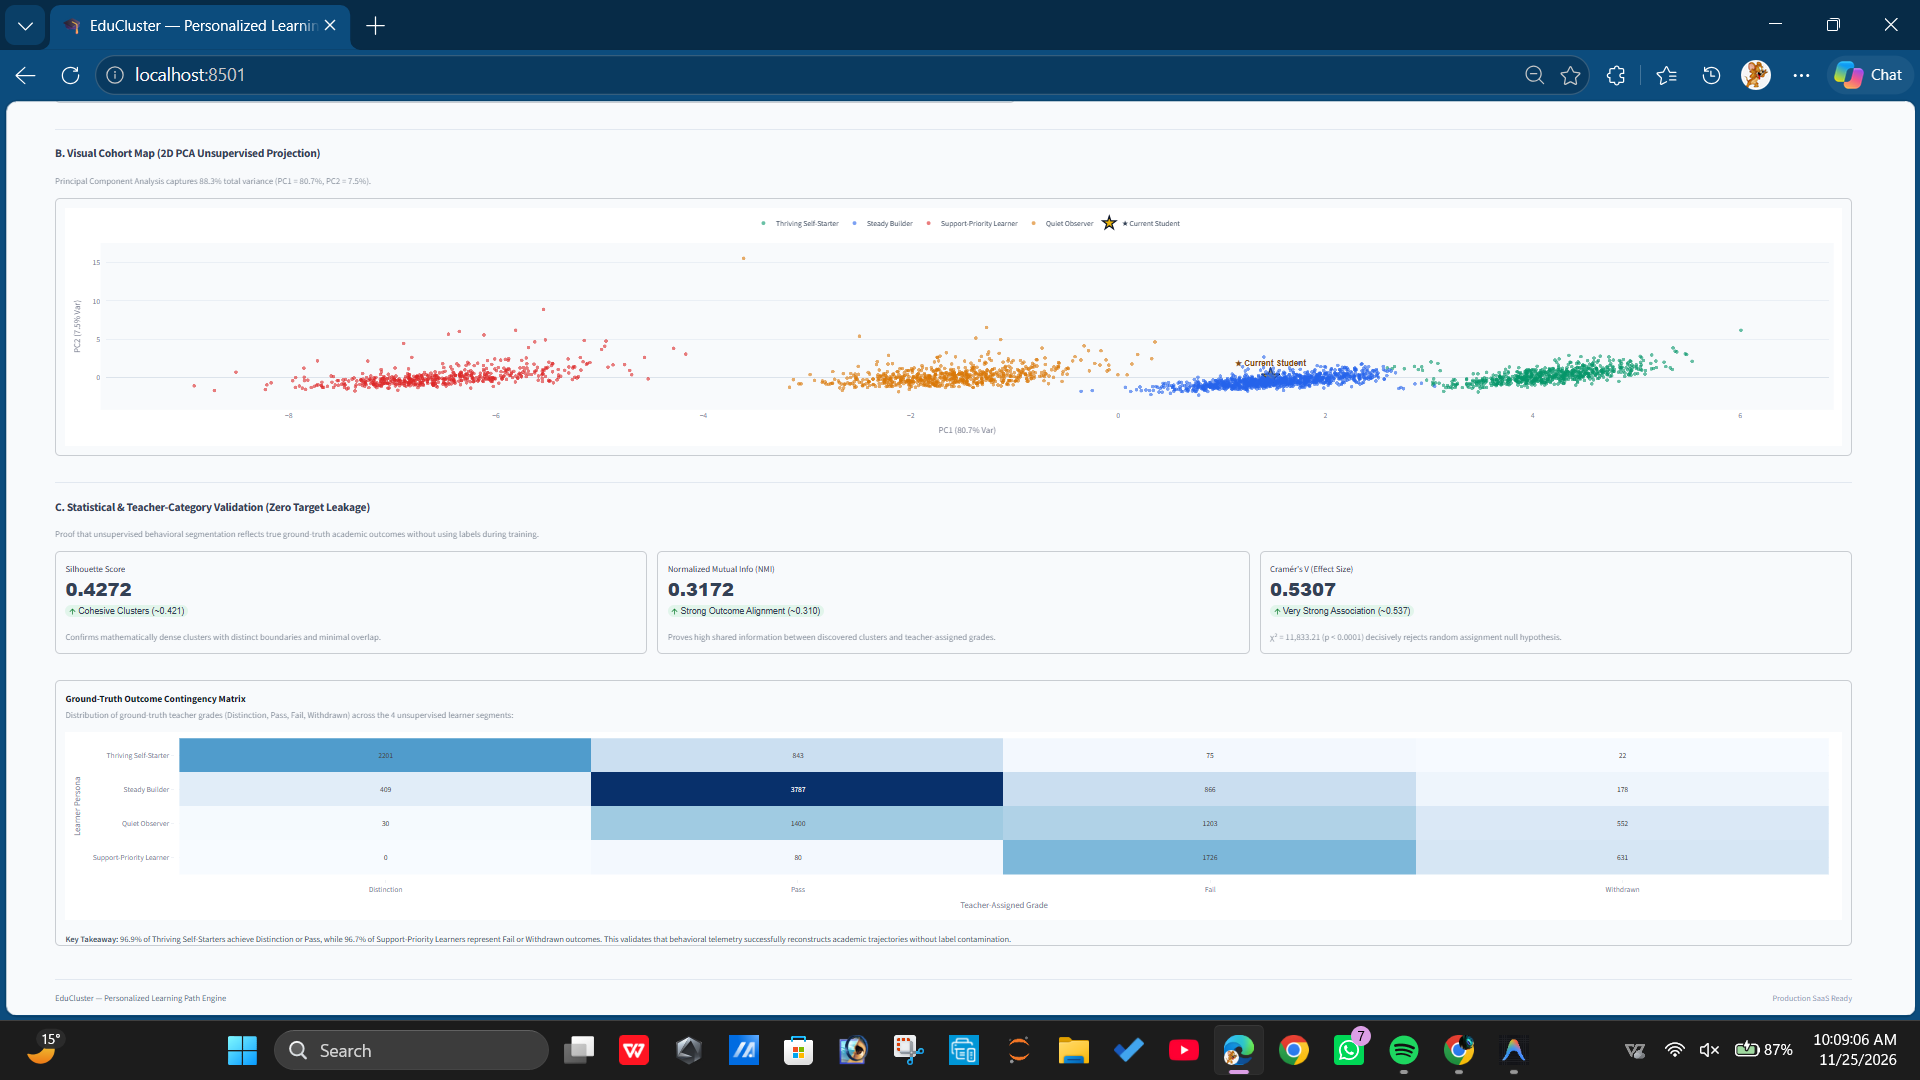 EduCluster — Personalized Learnin
localhost:8501
Chat
B. Visual Cohort Map (2D PCA Unsupervised Projection)
Principal Component Analysis captures 88.3% total variance (PC1 = 80.7%, PC2 = 7.5%).
Thriving Self-Starter Steady Builder Support-Priority Learner Quiet Observer ★ Current Student
15
10
5
0
PC2 (7.5% Var)
★ Current Student
−8 −6 −4 −2 0 2 4 6
PC1 (80.7% Var)
C. Statistical & Teacher-Category Validation (Zero Target Leakage)
Proof that unsupervised behavioral segmentation reflects true ground-truth academic outcomes without using labels during training.
Silhouette Score
0.4272
↑ Cohesive Clusters (~0.421)
Confirms mathematically dense clusters with distinct boundaries and minimal overlap.
Normalized Mutual Info (NMI)
0.3172
↑ Strong Outcome Alignment (~0.310)
Proves high shared information between discovered clusters and teacher-assigned grades.
Cramér's V (Effect Size)
0.5307
↑ Very Strong Association (~0.537)
χ² = 11,833.21 (p < 0.0001) decisively rejects random assignment null hypothesis.
Ground-Truth Outcome Contingency Matrix
Distribution of ground-truth teacher grades (Distinction, Pass, Fail, Withdrawn) across the 4 unsupervised learner segments:
Learner Persona
Thriving Self-Starter 2201 843 75 22
Steady Builder 409 3787 866 178
Quiet Observer 30 1400 1203 552
Support-Priority Learner 0 80 1726 631
Distinction Pass Fail Withdrawn
Teacher-Assigned Grade
Key Takeaway: 96.9% of Thriving Self-Starters achieve Distinction or Pass, while 96.7% of Support-Priority Learners represent Fail or Withdrawn outcomes. This validates that behavioral telemetry successfully reconstructs academic trajectories without label contamination.
EduCluster — Personalized Learning Path Engine
Production SaaS Ready
15°
Search
7
87%
10:09:06 AM
11/25/2026